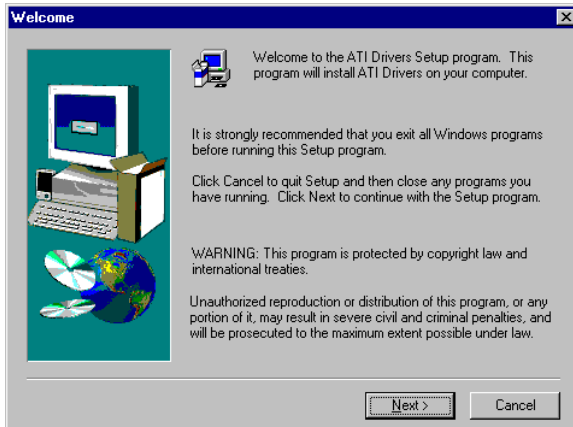 Welcome
Welcome to the ATI Drivers Setup program. This
program will install ATI Drivers on your computer.
It is strongly recommended that you exit all Windows programs
before running this Setup program.
Click Cancel to quit Setup and then close any programs you
have running. Click Next to continue with the Setup program.
WARNING: This program is protected by copyright law and
international treaties.
Unauthorized reproduction or distribution of this program, or any
portion of it, may result in severe civil and criminal penalties, and
will be prosecuted to the maximum extent possible under law.
Next >
Cancel